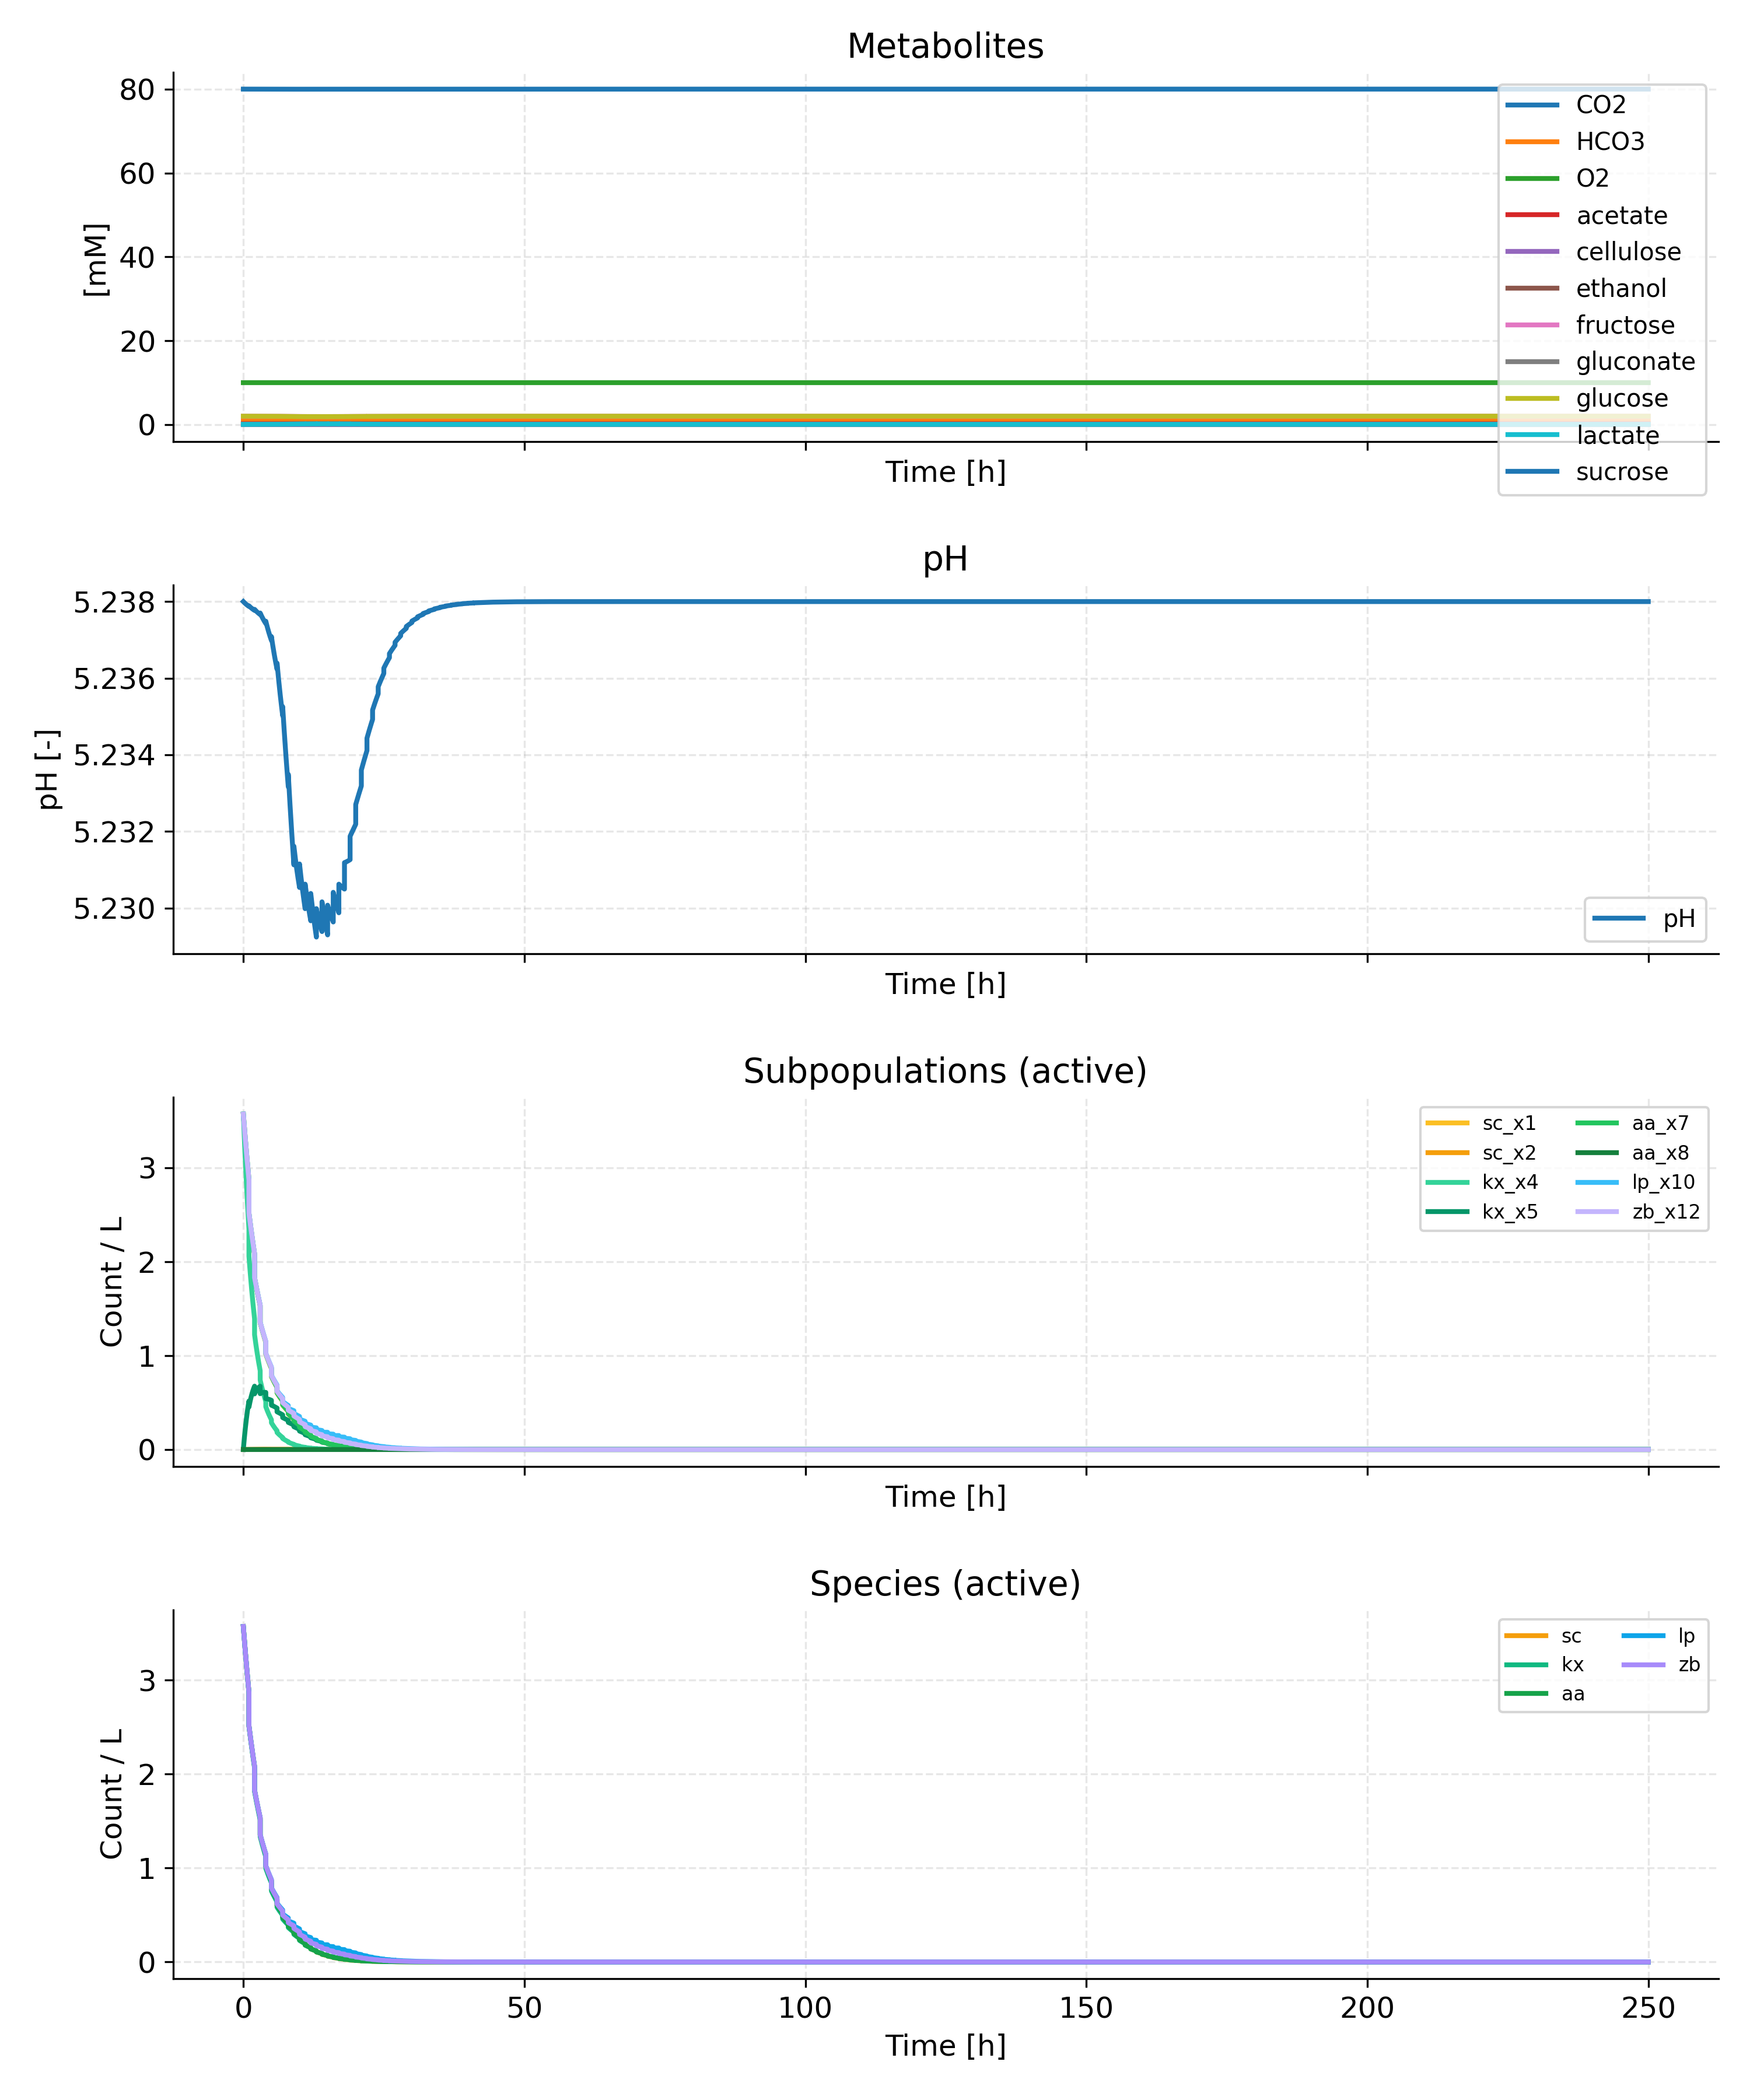 Metabolites
80
60
40
20
0
[mM]
CO2
HCO3
O2
acetate
cellulose
ethanol
fructose
gluconate
glucose
lactate
sucrose
Time [h]
pH
5.238
5.236
5.234
5.232
5.230
pH [-]
pH
Time [h]
Subpopulations (active)
3
2
1
0
Count / L
sc_x1
sc_x2
kx_x4
kx_x5
aa_x7
aa_x8
lp_x10
zb_x12
Time [h]
Species (active)
3
2
1
0
Count / L
sc
kx
aa
lp
zb
0 50 100 150 200 250
Time [h]